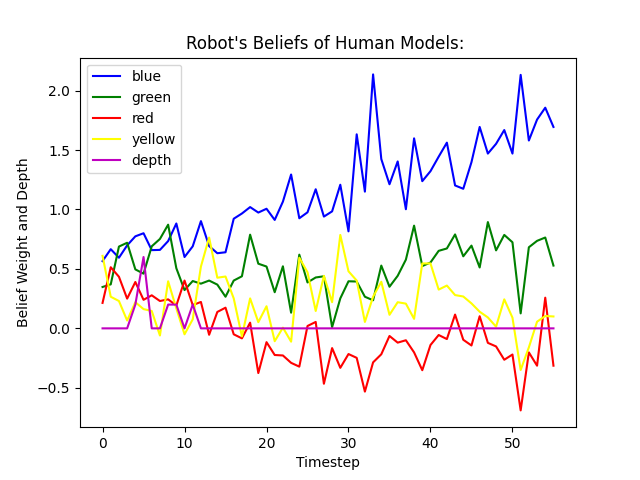 Robot's Beliefs of Human Models:
blue
green
red
yellow
depth
Belief Weight and Depth
2.0
1.5
1.0
0.5
0.0
−0.5
0 10 20 30 40 50
Timestep